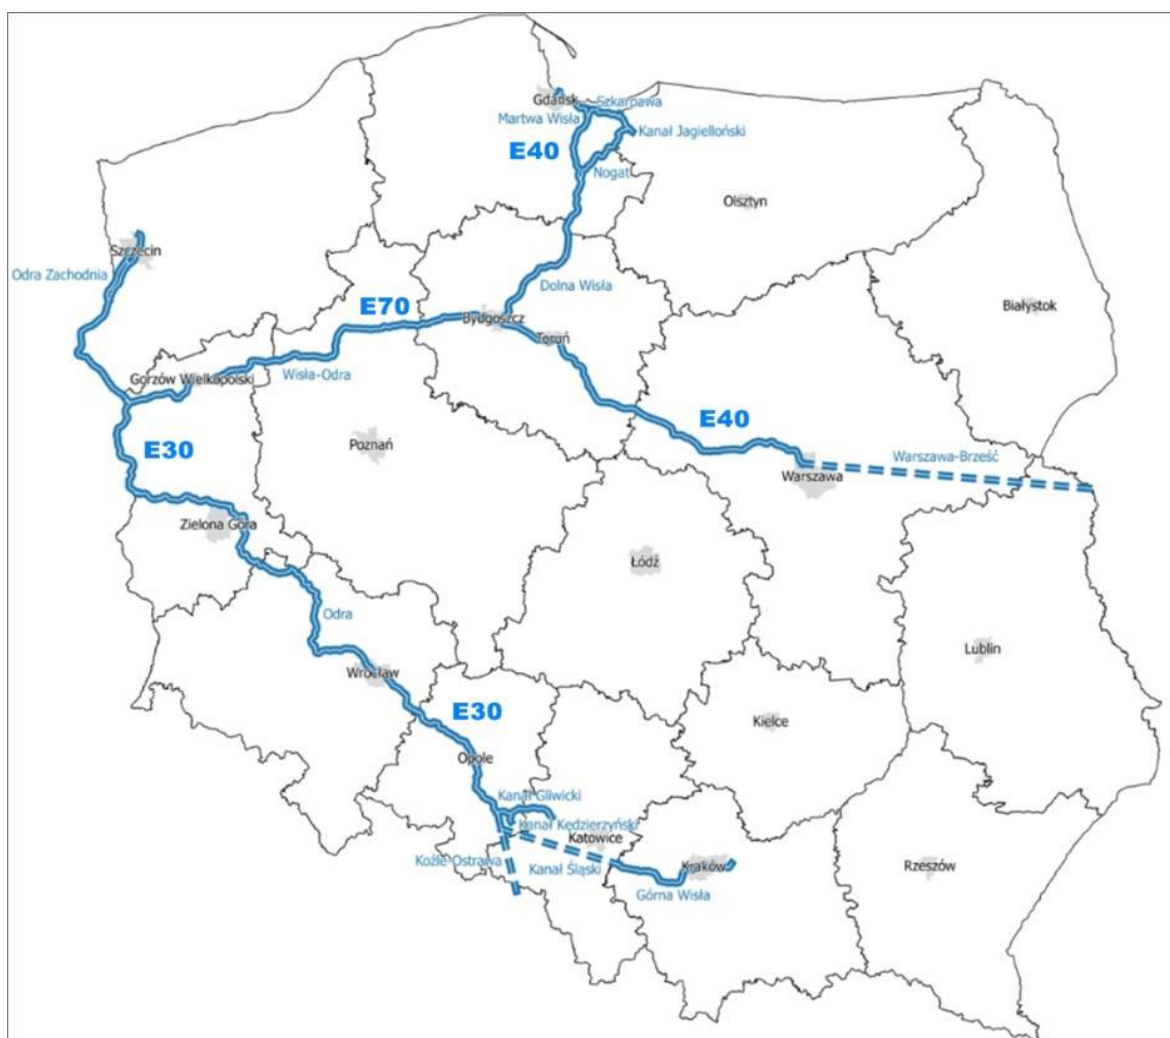 Gdańsk
Szkarpawa
Martwa Wisła
Kanał Jagielloński
E40
Nogat
Olsztyn
Szczecin
Odra Zachodnia
Dolna Wisła
E70
Białystok
Bydgoszcz
Toruń
Wisła-Odra
Gorzów Wielkopolski
E40
Poznań
E30
Warszawa-Brześć
Warszawa
Zielona Góra
Łódź
Odra
Lublin
Wrocław
E30
Kielce
Opole
Kanał Gliwicki
Kanał Kędzierzyński
Katowice
Koźle-Ostrawa
Kanał Śląski
Kraków
Rzeszów
Górna Wisła